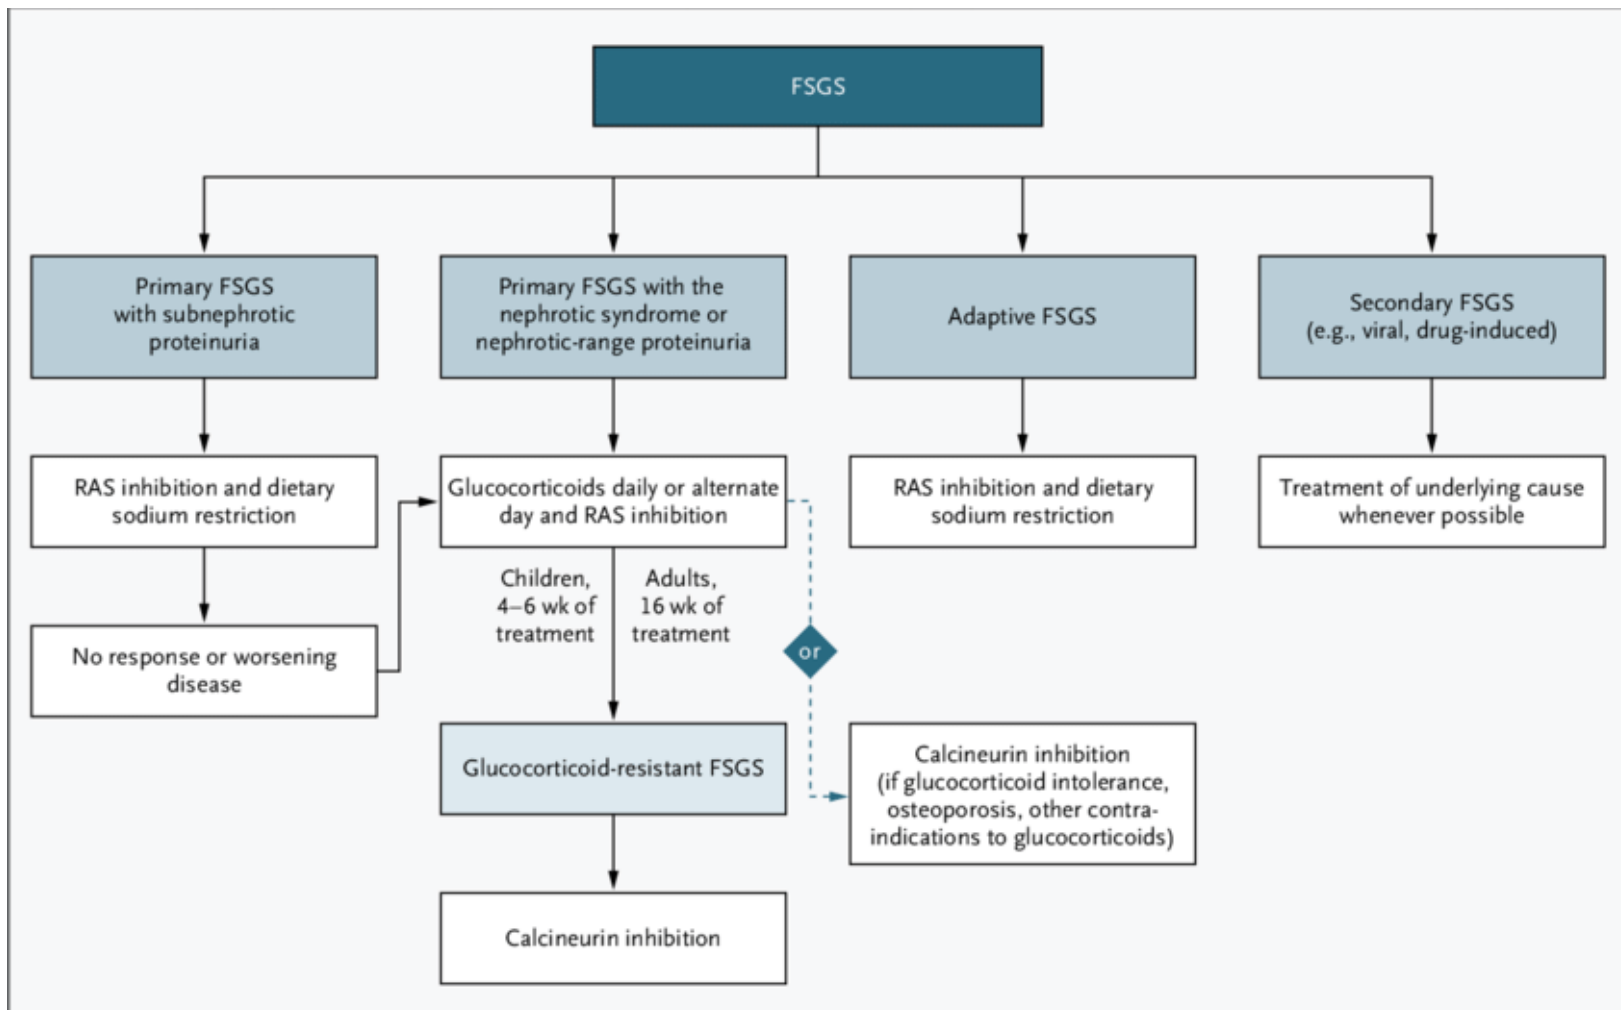 FSGS
Primary FSGS
with subnephrotic
proteinuria
Primary FSGS with the
nephrotic syndrome or
nephrotic-range proteinuria
Adaptive FSGS
Secondary FSGS
(e.g., viral, drug-induced)
RAS inhibition and dietary
sodium restriction
Glucocorticoids daily or alternate
day and RAS inhibition
RAS inhibition and dietary
sodium restriction
Treatment of underlying cause
whenever possible
Children,
4–6 wk of
treatment
Adults,
16 wk of
treatment
No response or worsening
disease
or
Glucocorticoid-resistant FSGS
Calcineurin inhibition
(if glucocorticoid intolerance,
osteoporosis, other contra-
indications to glucocorticoids)
Calcineurin inhibition